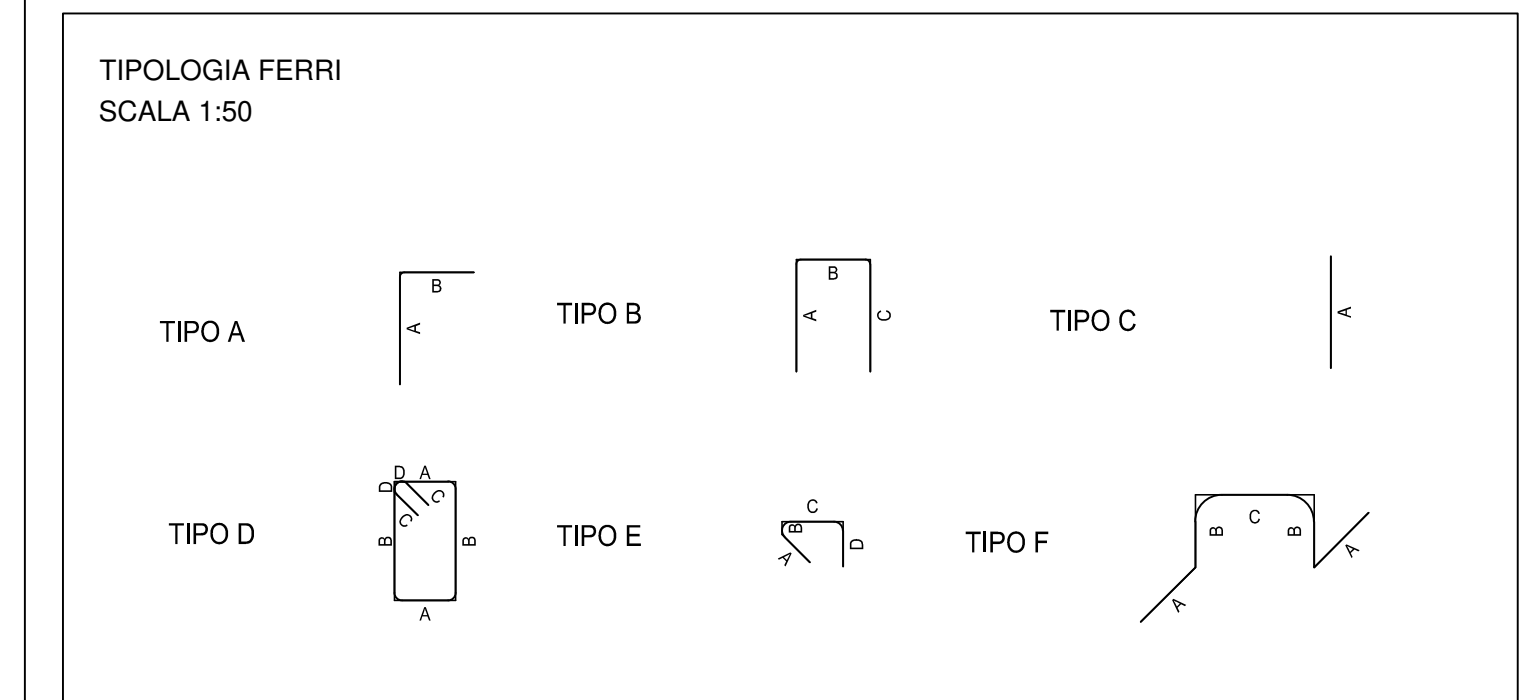 TIPOLOGIA FERRI
SCALA 1:50
TIPO A
A
B
TIPO B
A
B
C
TIPO C
A
TIPO D
D A
D
C
C
B
B
A
TIPO E
C
B
A
D
TIPO F
C
B
B
A
A